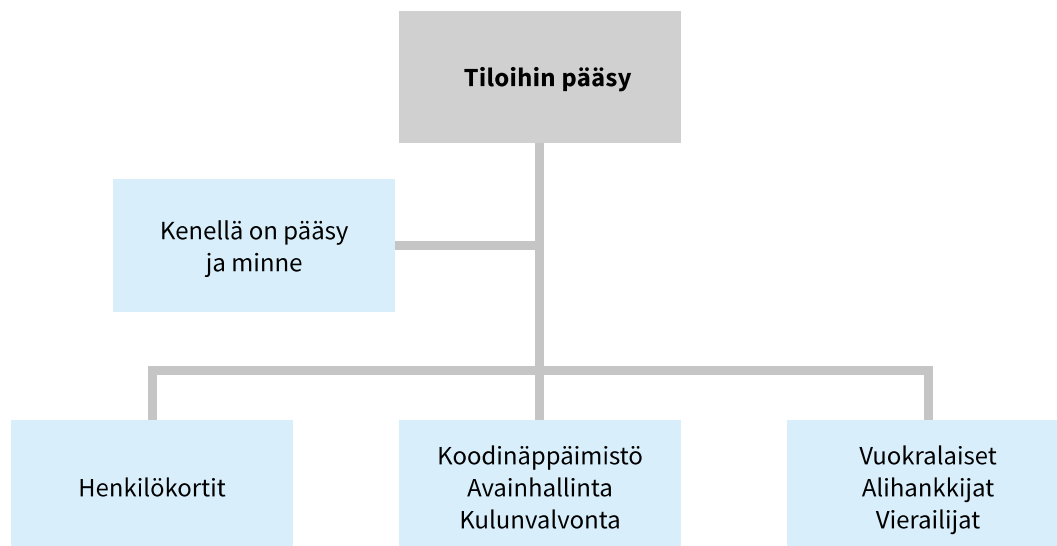 Tiloihin pääsy
Kenellä on pääsy
ja minne
Henkilökortit
Koodinäppäimistö
Avainhallinta
Kulunvalvonta
Vuokralaiset
Alihankkijat
Vierailijat